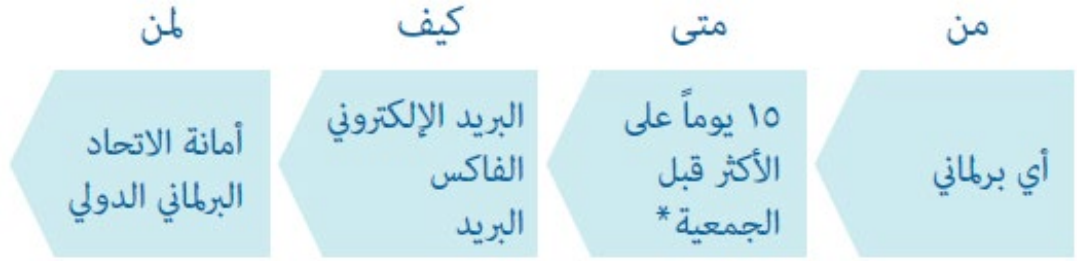 من
أي برلماني
متى
١٥ يوماً على
الأكثر قبل
الجمعية*
كيف
البريد الإلكتروني
الفاكس
البريد
لمن
أمانة الاتحاد
البرلماني الدولي